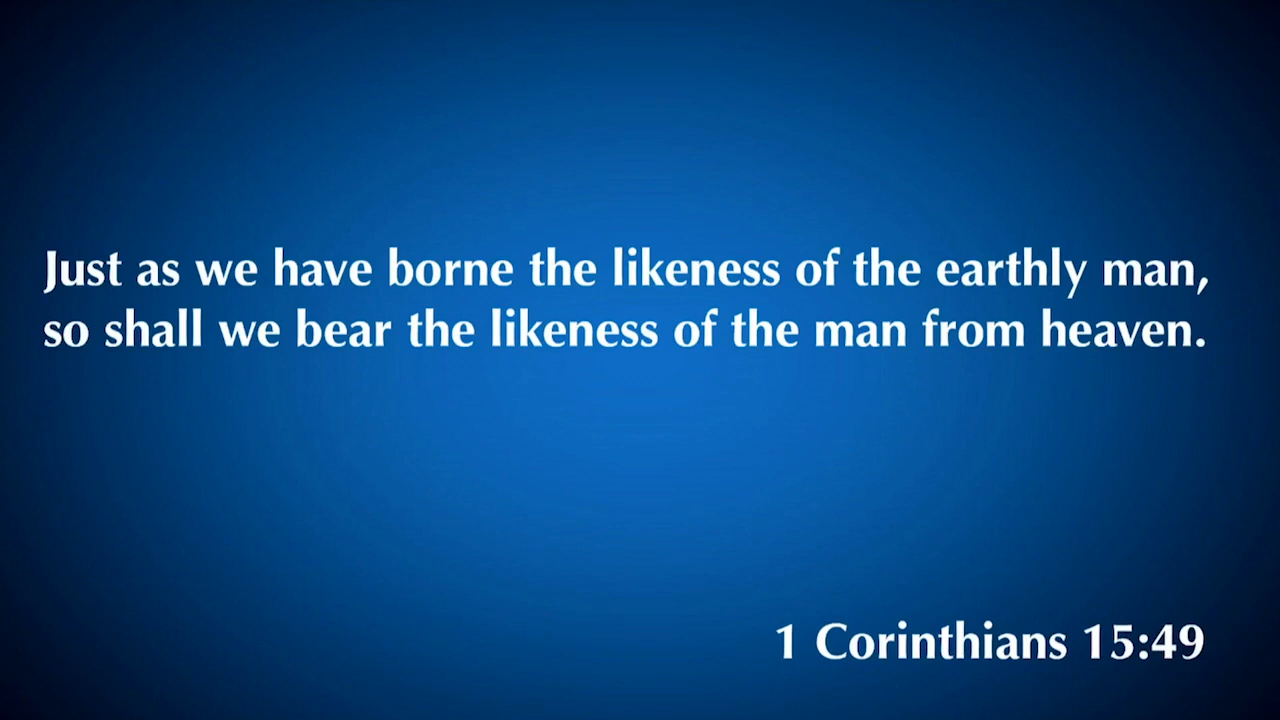 Just as we have borne the likeness of the earthly man,
so shall we bear the likeness of the man from heaven.
1 Corinthians 15:49